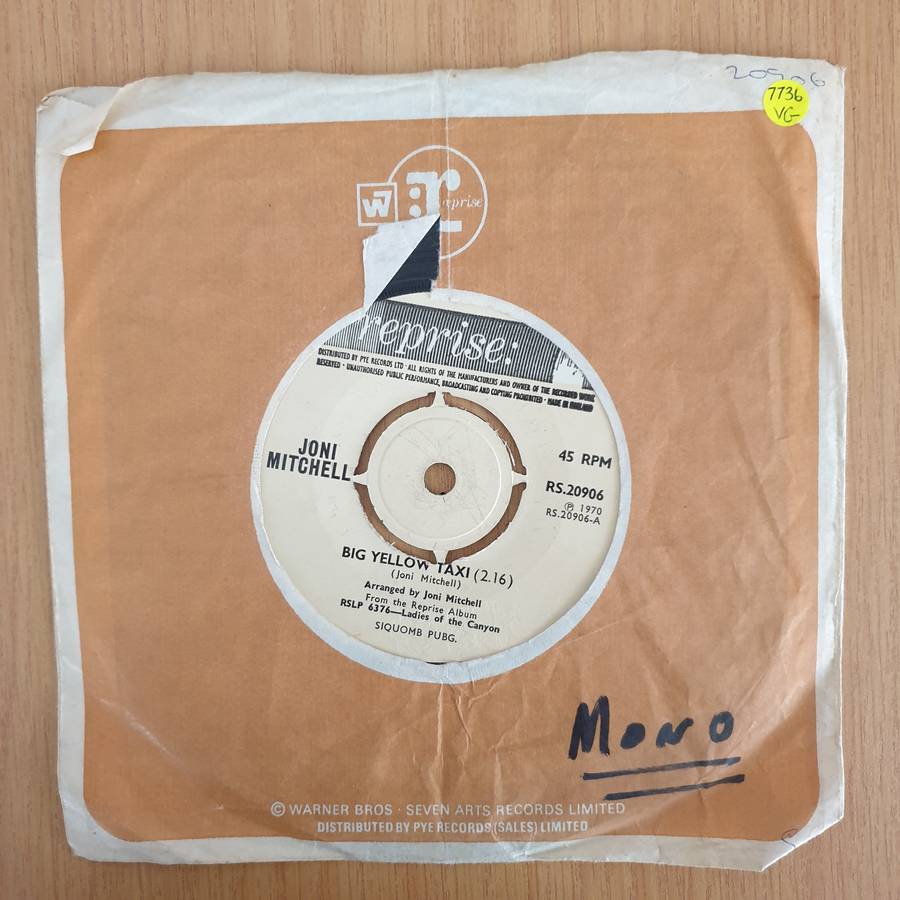 20906
7736
VG-
W7
:r
reprise
reprise:
DISTRIBUTED BY PYE RECORDS LTD · ALL RIGHTS OF THE MANUFACTURERS AND OWNER OF THE RECORDED WORK
RESERVED · UNAUTHORISED PUBLIC PERFORMANCE, BROADCASTING AND COPYING PROHIBITED · MADE IN ENGLAND
JONI
MITCHELL
45 RPM
RS.20906
Ⓟ 1970
RS.20906-A
BIG YELLOW TAXI (2.16)
(Joni Mitchell)
Arranged by Joni Mitchell
From the Reprise Album
RSLP 6376—Ladies of the Canyon
SIQUOMB PUBG.
MONO
© WARNER BROS · SEVEN ARTS RECORDS LIMITED
DISTRIBUTED BY PYE RECORDS (SALES) LIMITED